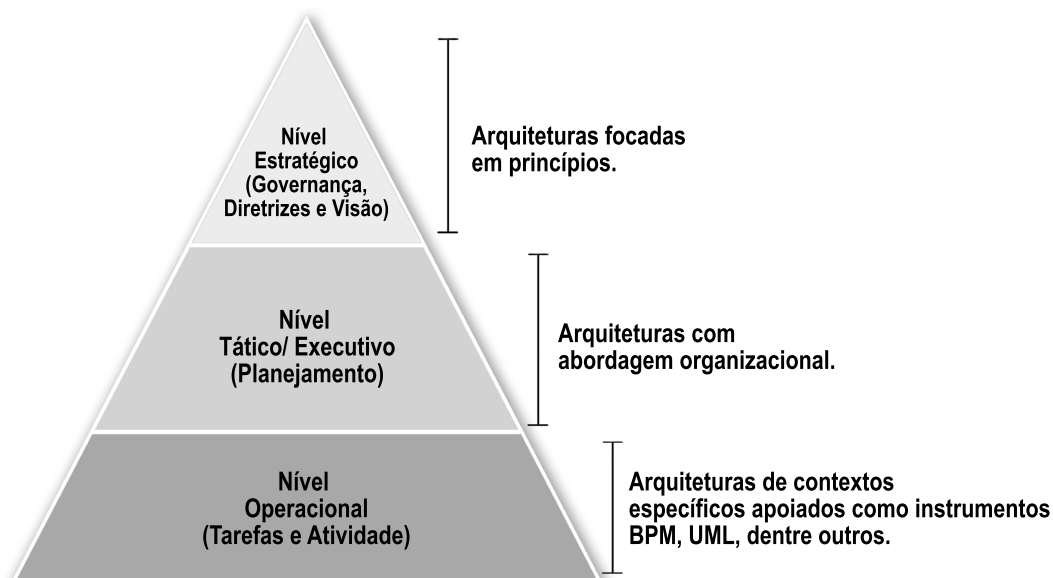 Nível
Estratégico
(Governança,
Diretrizes e Visão)
Arquiteturas focadas
em princípios.
Nível
Tático/ Executivo
(Planejamento)
Arquiteturas com
abordagem organizacional.
Nível
Operacional
(Tarefas e Atividade)
Arquiteturas de contextos
específicos apoiados como instrumentos
BPM, UML, dentre outros.